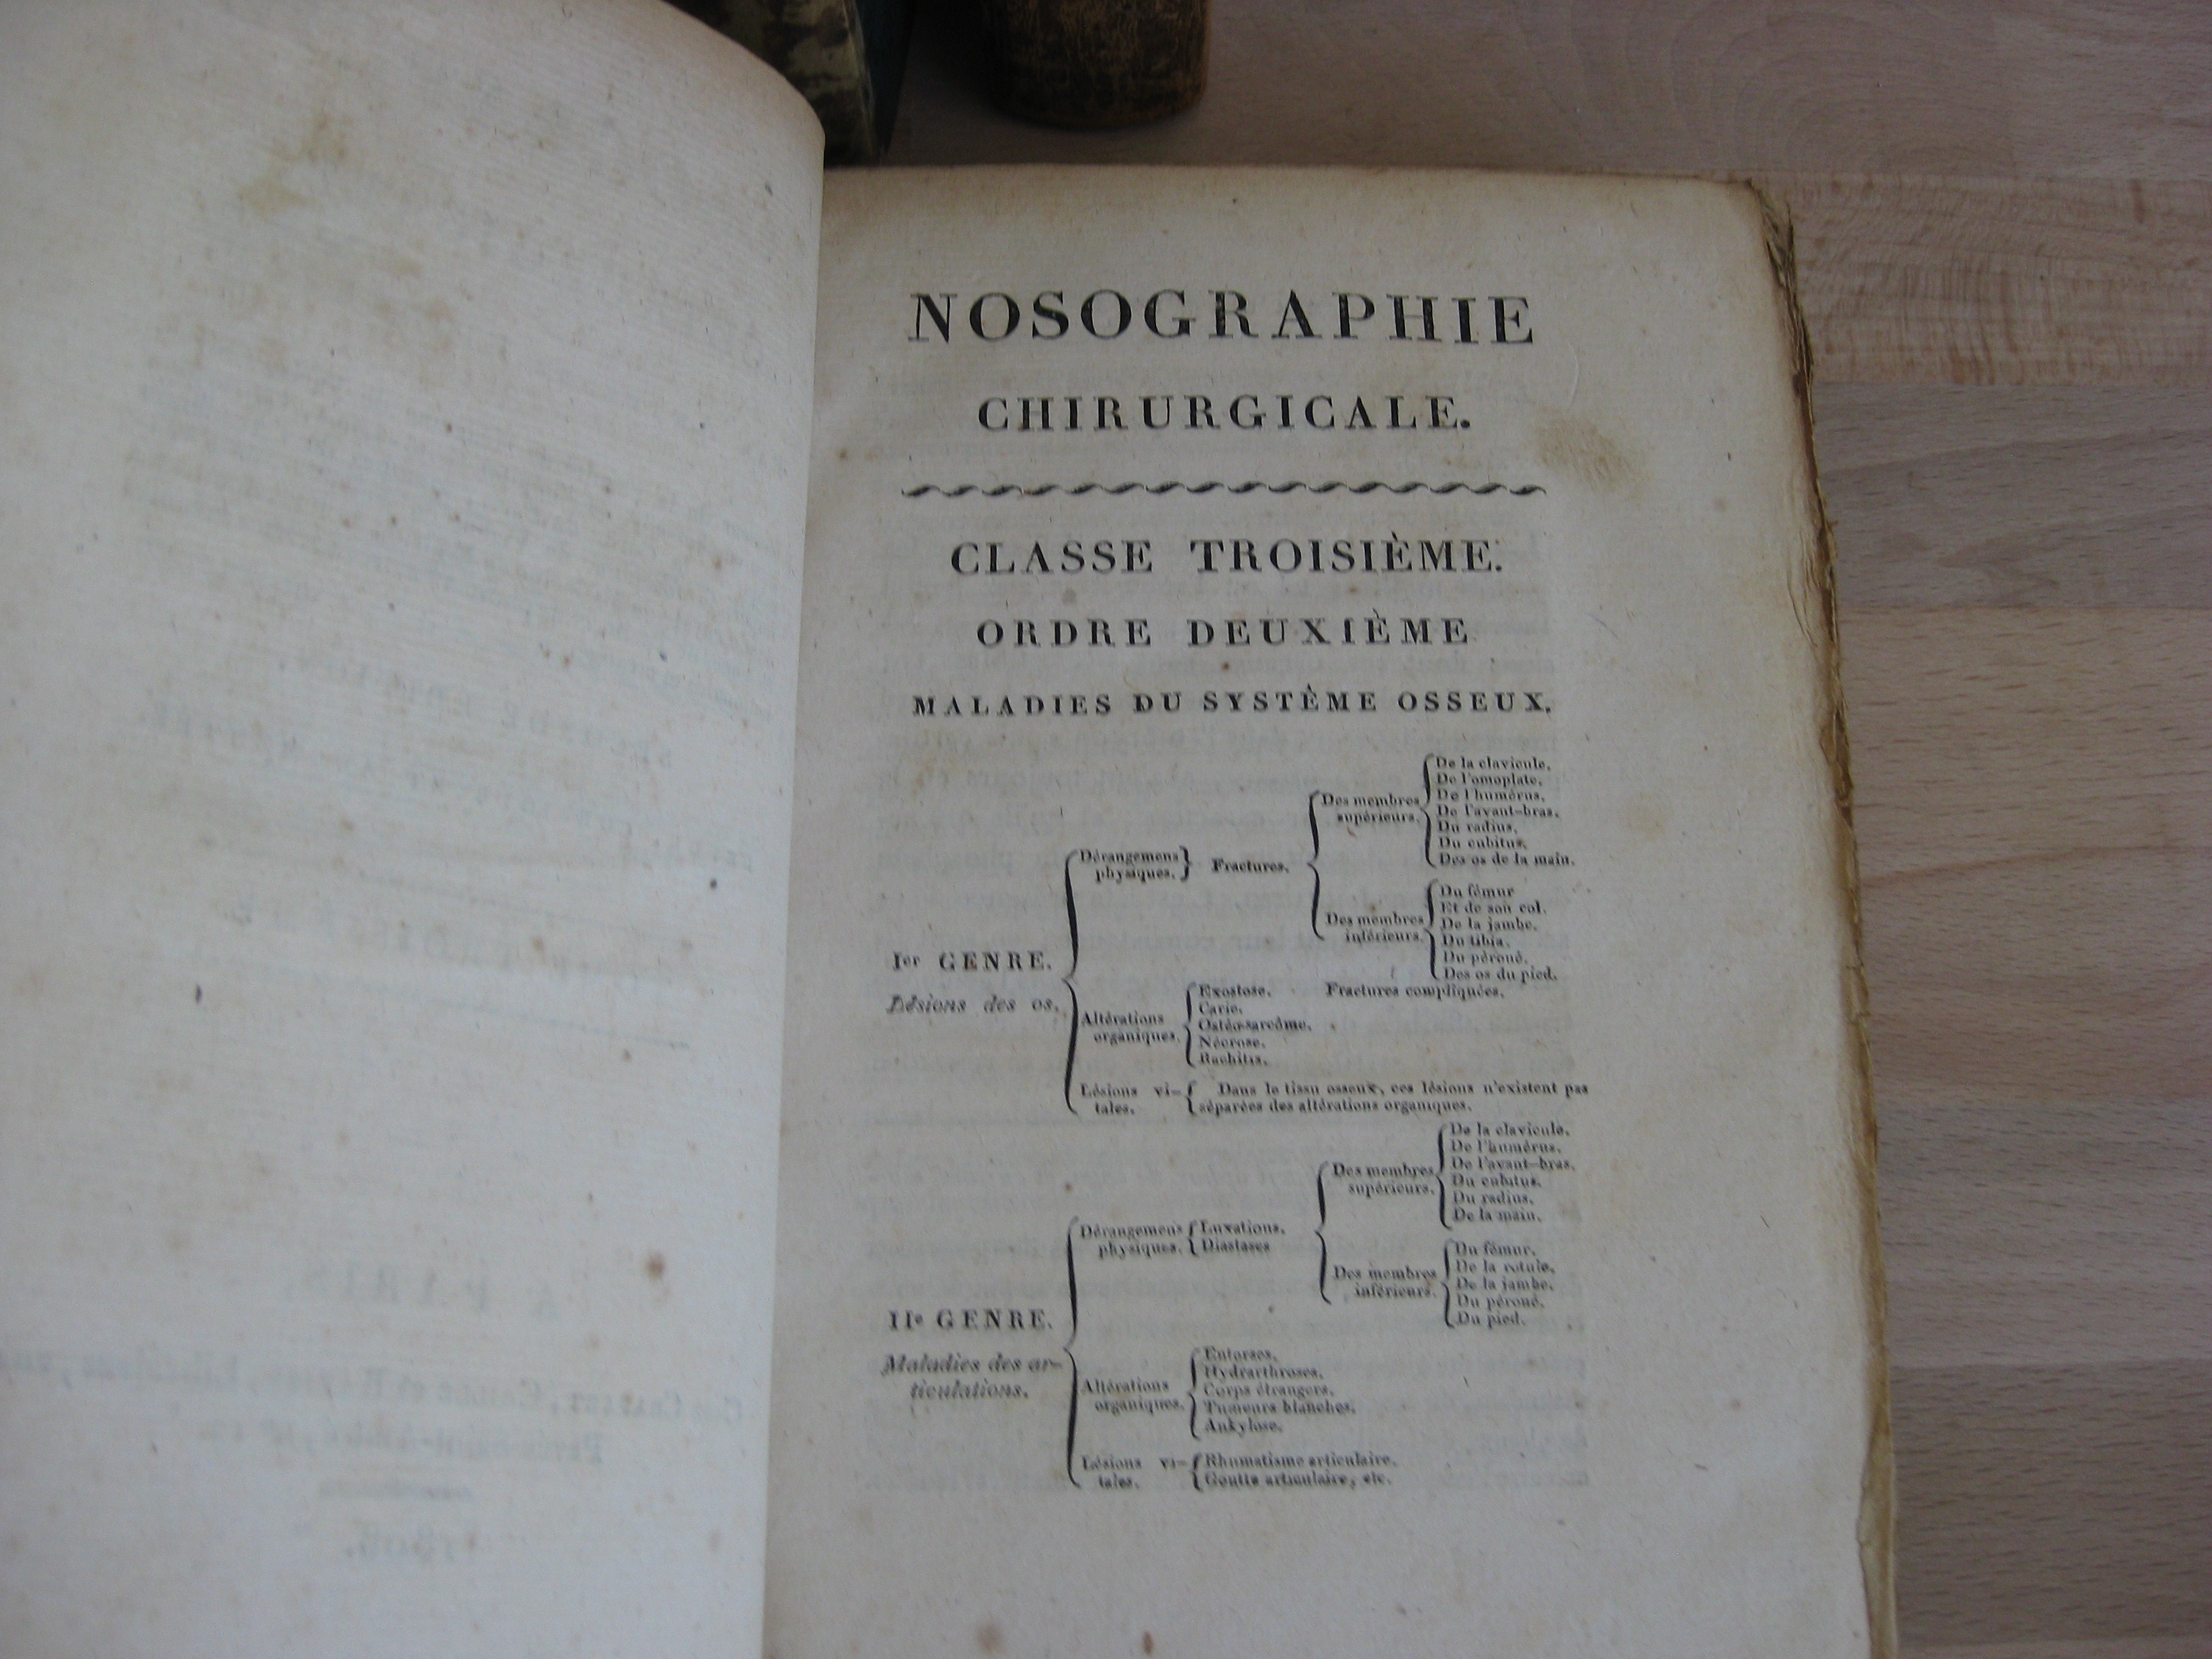 NOSOGRAPHIE
CHIRURGICALE.
CLASSE TROISIÈME.
ORDRE DEUXIÈME
MALADIES DU SYSTÈME OSSEUX.
Ier GENRE.
Lésions des os.
Dérangemens
physiques.
Fractures.
Des membres
supérieurs.
De la clavicule.
De l'omoplate.
De l'humérus.
De l'avant-bras.
Du radius.
Du cubitus.
Des os de la main.
Des membres
inférieurs.
Du fémur
Et de son col.
De la jambe.
Du tibia.
Du péroné.
Des os du pied.
Fractures compliquées.
Altérations
organiques.
Exostose.
Carie.
Ostéo-sarcôme.
Nécrose.
Rachitis.
Lésions vi-
tales.
Dans le tissu osseux, ces lésions n'existent pas
séparées des altérations organiques.
IIe GENRE.
Maladies des ar-
ticulations.
Dérangemens
physiques.
Luxations.
Diastases
Des membres
supérieurs.
De la clavicule.
De l'humérus.
De l'avant-bras.
Du cubitus.
Du radius.
De la main.
Des membres
inférieurs.
Du fémur.
De la rotule.
De la jambe.
Du péroné.
Du pied.
Altérations
organiques.
Entorses.
Hydrarthroses.
Corps étrangers.
Tumeurs blanches.
Ankylose.
Lésions vi-
tales.
Rhumatisme articulaire.
Goutte articulaire, etc.